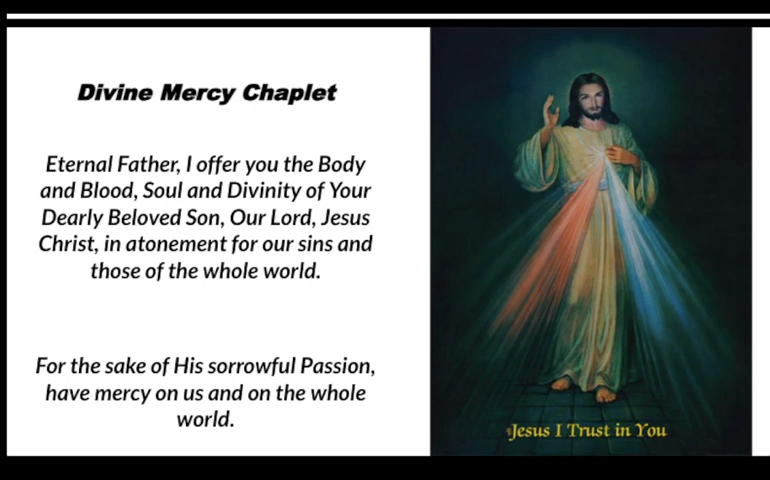 Divine Mercy Chaplet
Eternal Father, I offer you the Body
and Blood, Soul and Divinity of Your
Dearly Beloved Son, Our Lord, Jesus
Christ, in atonement for our sins and
those of the whole world.
For the sake of His sorrowful Passion,
have mercy on us and on the whole
world.
Jesus I Trust in You